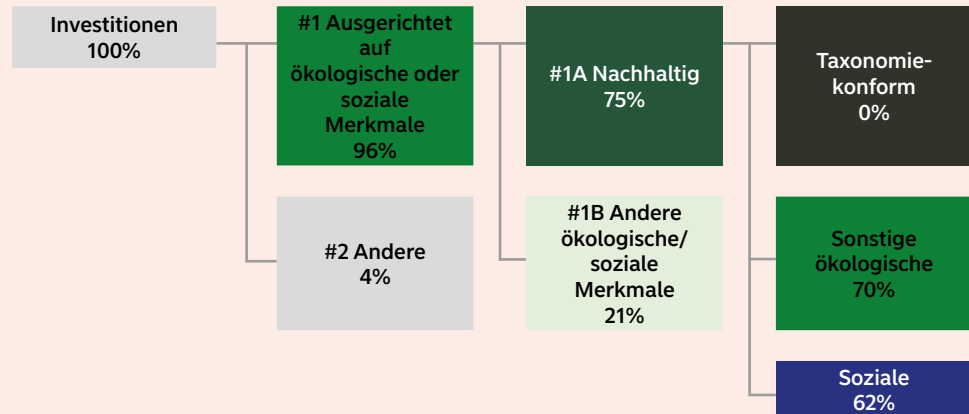 Investitionen
100%
#1 Ausgerichtet
auf
ökologische oder
soziale
Merkmale
96%
#2 Andere
4%
#1A Nachhaltig
75%
#1B Andere
ökologische/
soziale
Merkmale
21%
Taxonomie-
konform
0%
Sonstige
ökologische
70%
Soziale
62%